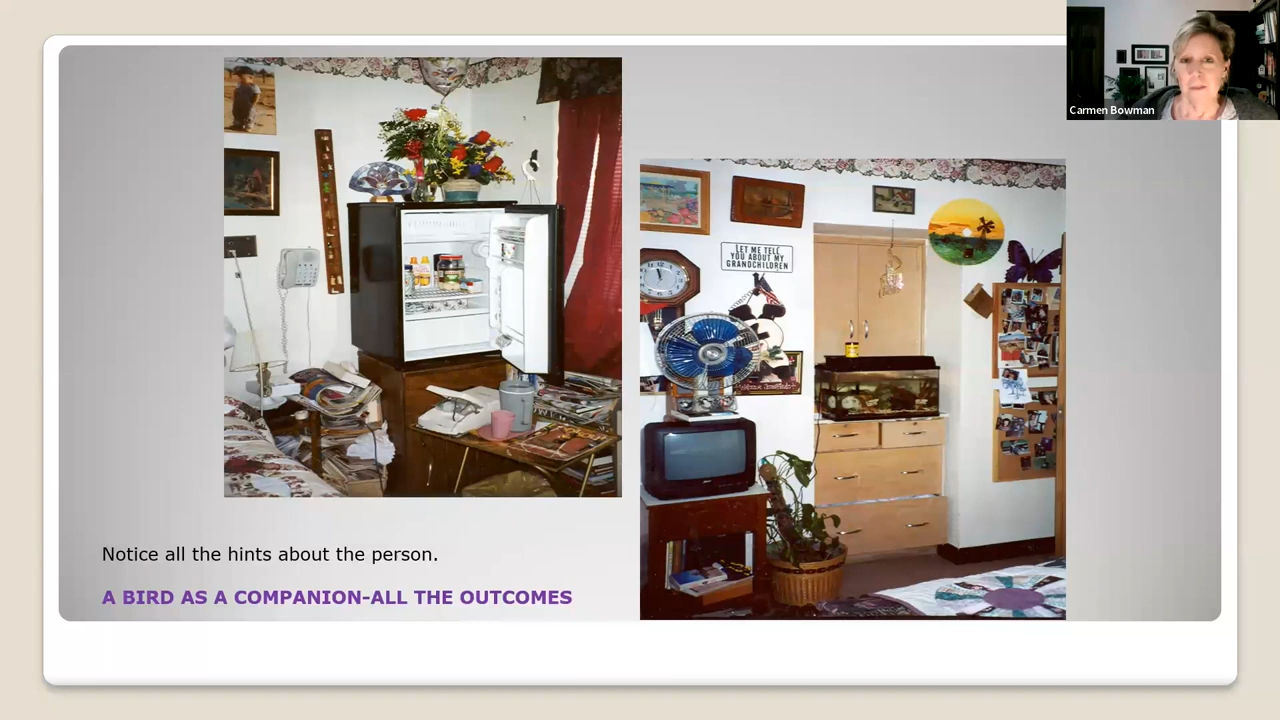 Carmen Bowman
LET ME TELL
YOU ABOUT MY
GRANDCHILDREN
Notice all the hints about the person.
A BIRD AS A COMPANION-ALL THE OUTCOMES